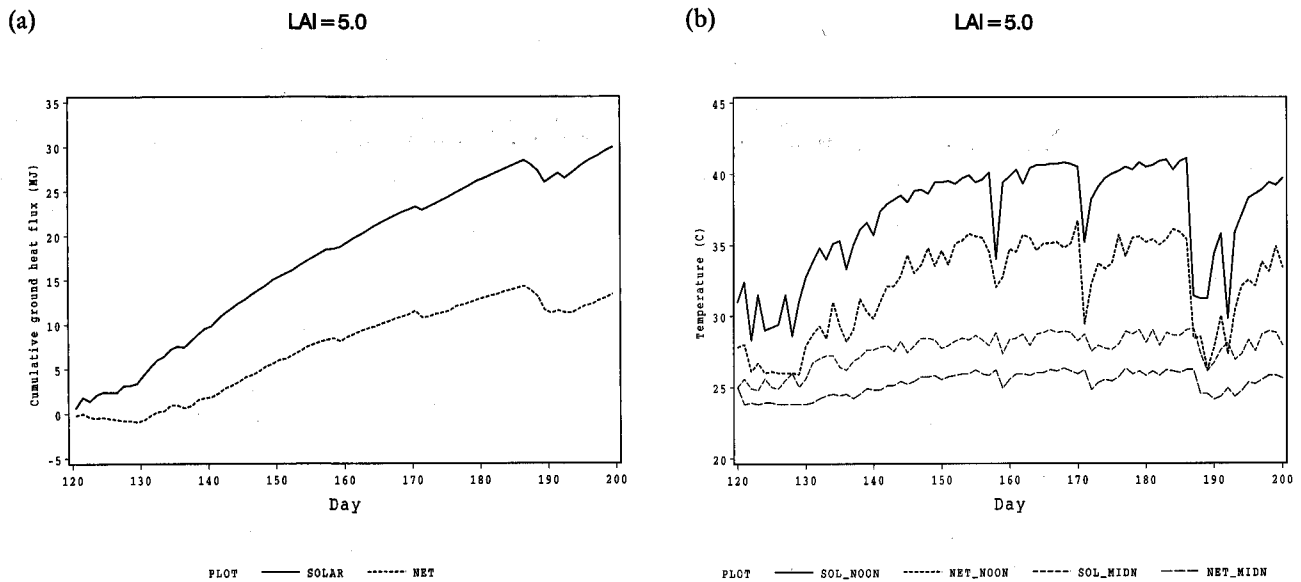 (a)
LAI=5.0
Cumulative ground heat flux (MJ)
35
30
25
20
15
10
5
0
-5
120 130 140 150 160 170 180 190 200
Day
PLOT SOLAR NET
(b)
LAI=5.0
Temperature (C)
45
40
35
30
25
20
120 130 140 150 160 170 180 190 200
Day
PLOT SOL_NOON NET_NOON SOL_MIDN NET_MIDN